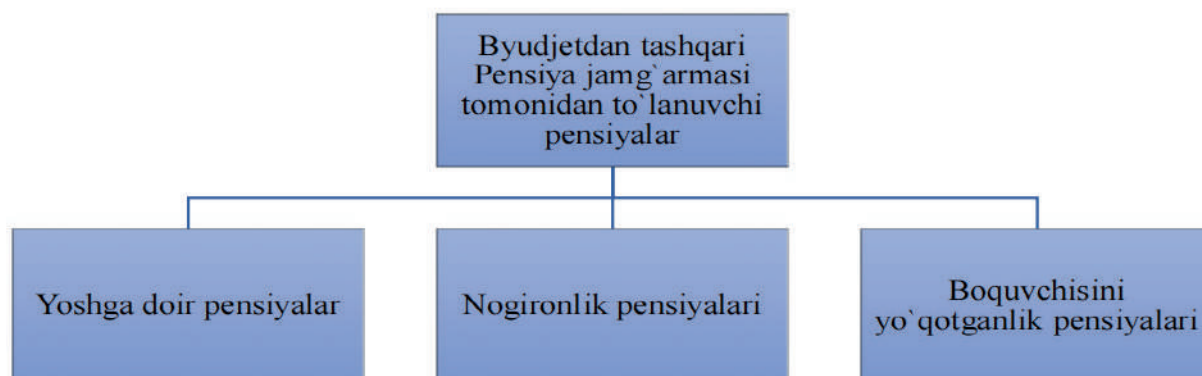 Byudjetdan tashqari
Pensiya jamg`armasi
tomonidan to`lanuvchi
pensiyalar
Yoshga doir pensiyalar
Nogironlik pensiyalari
Boquvchisini
yo`qotganlik pensiyalari